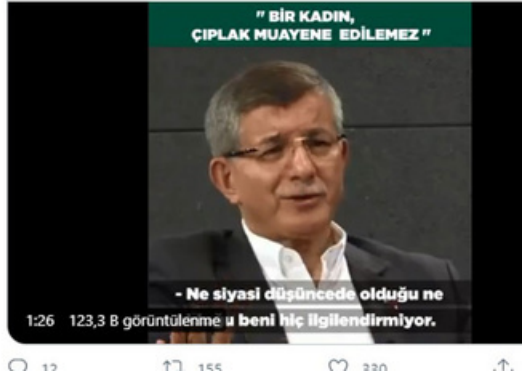 " BİR KADIN,
ÇIPLAK MUAYENE EDİLEMEZ "
- Ne siyasi düşüncede olduğu ne
1:26 123,3 B görüntülenme u beni hiç ilgilendirmiyor.
12 155 330